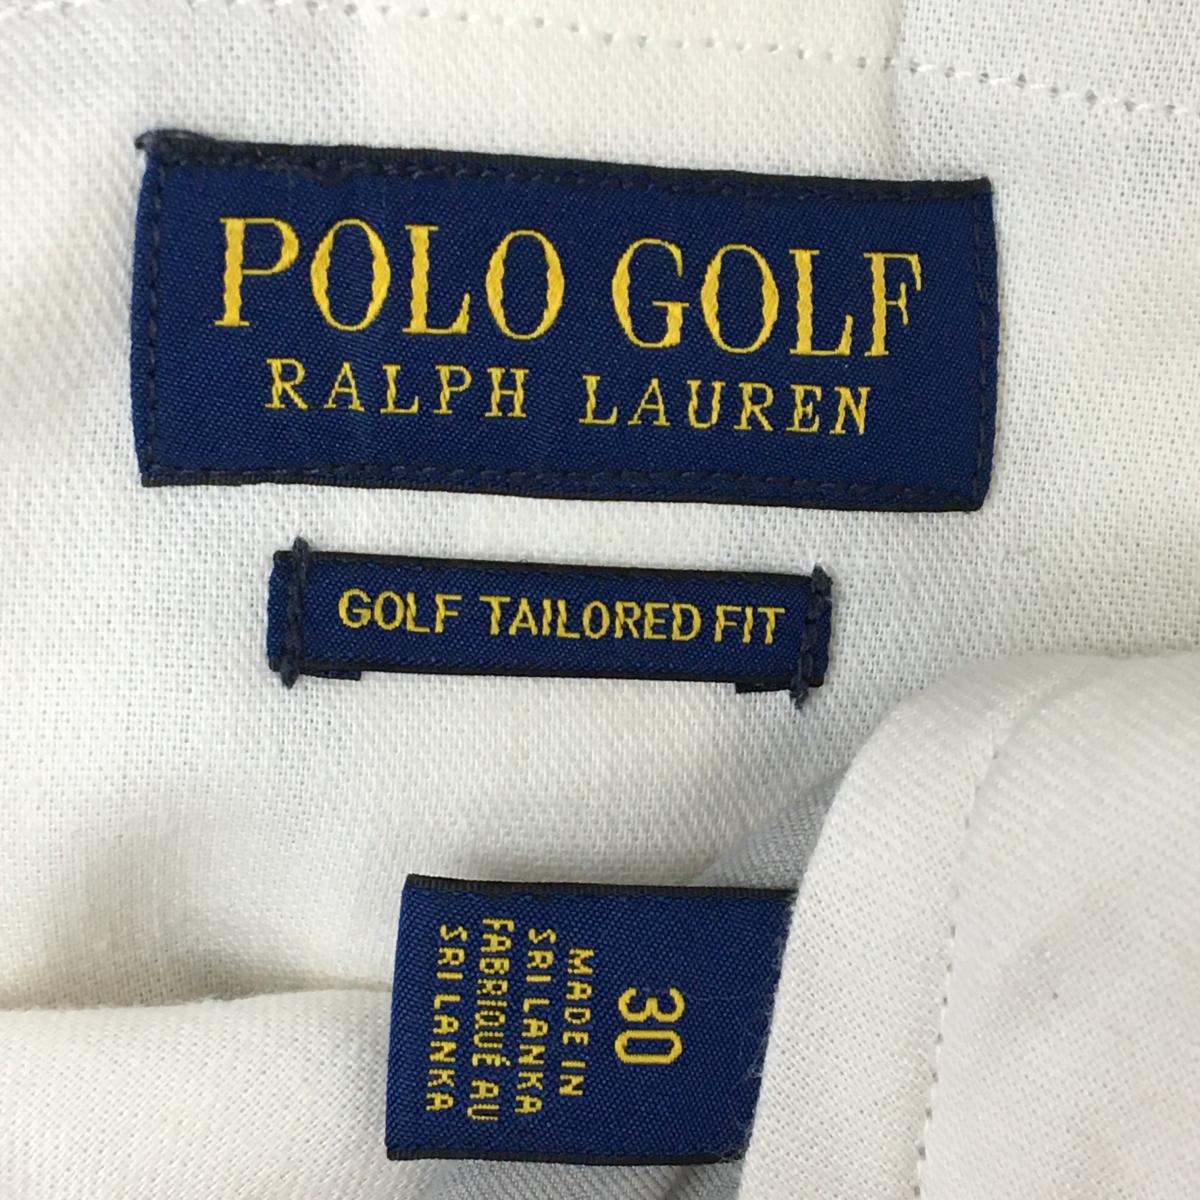 POLO GOLF
RALPH LAUREN
GOLF TAILORED FIT
30
MADE IN
SRI LANKA
FABRIQUÉ AU
SRI LANKA